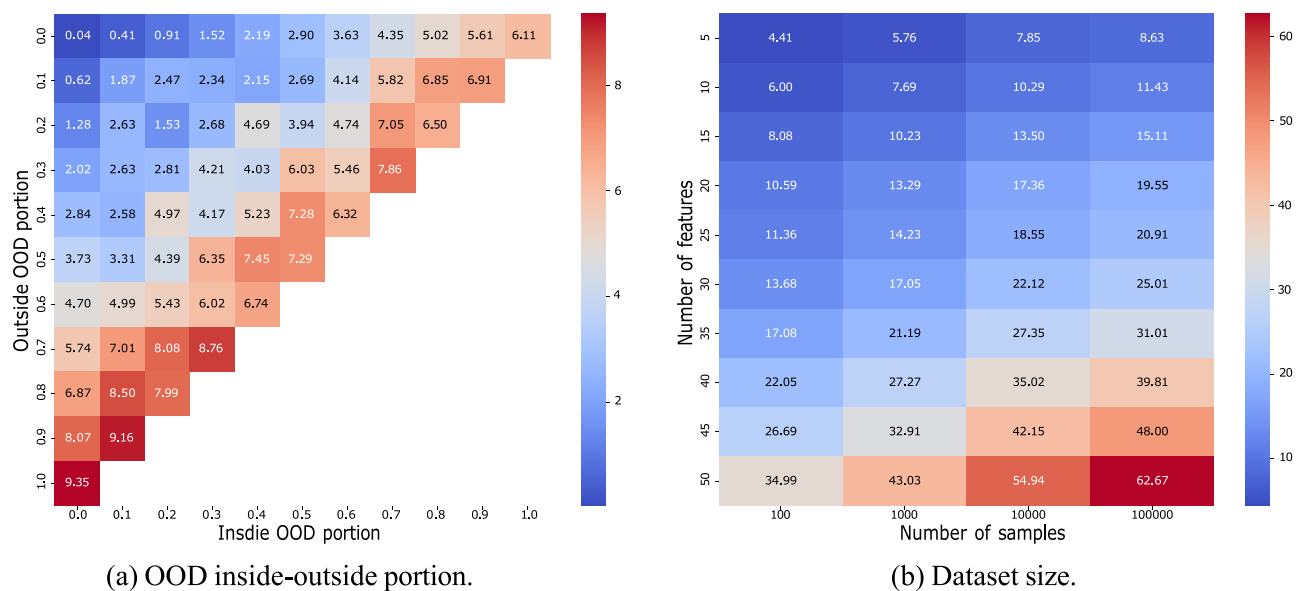 0.0 0.04 0.41 0.91 1.52 2.19 2.90 3.63 4.35 5.02 5.61 6.11
0.1 0.62 1.87 2.47 2.34 2.15 2.69 4.14 5.82 6.85 6.91
0.2 1.28 2.63 1.53 2.68 4.69 3.94 4.74 7.05 6.50
0.3 2.02 2.63 2.81 4.21 4.03 6.03 5.46 7.86
0.4 2.84 2.58 4.97 4.17 5.23 7.28 6.32
0.5 3.73 3.31 4.39 6.35 7.45 7.29
0.6 4.70 4.99 5.43 6.02 6.74
0.7 5.74 7.01 8.08 8.76
0.8 6.87 8.50 7.99
0.9 8.07 9.16
1.0 9.35
0.0 0.1 0.2 0.3 0.4 0.5 0.6 0.7 0.8 0.9 1.0
Outside OOD portion
Insdie OOD portion
8
6
4
2
(a) OOD inside-outside portion.
5 4.41 5.76 7.85 8.63
10 6.00 7.69 10.29 11.43
15 8.08 10.23 13.50 15.11
20 10.59 13.29 17.36 19.55
25 11.36 14.23 18.55 20.91
30 13.68 17.05 22.12 25.01
35 17.08 21.19 27.35 31.01
40 22.05 27.27 35.02 39.81
45 26.69 32.91 42.15 48.00
50 34.99 43.03 54.94 62.67
100 1000 10000 100000
Number of features
Number of samples
60
50
40
30
20
10
(b) Dataset size.